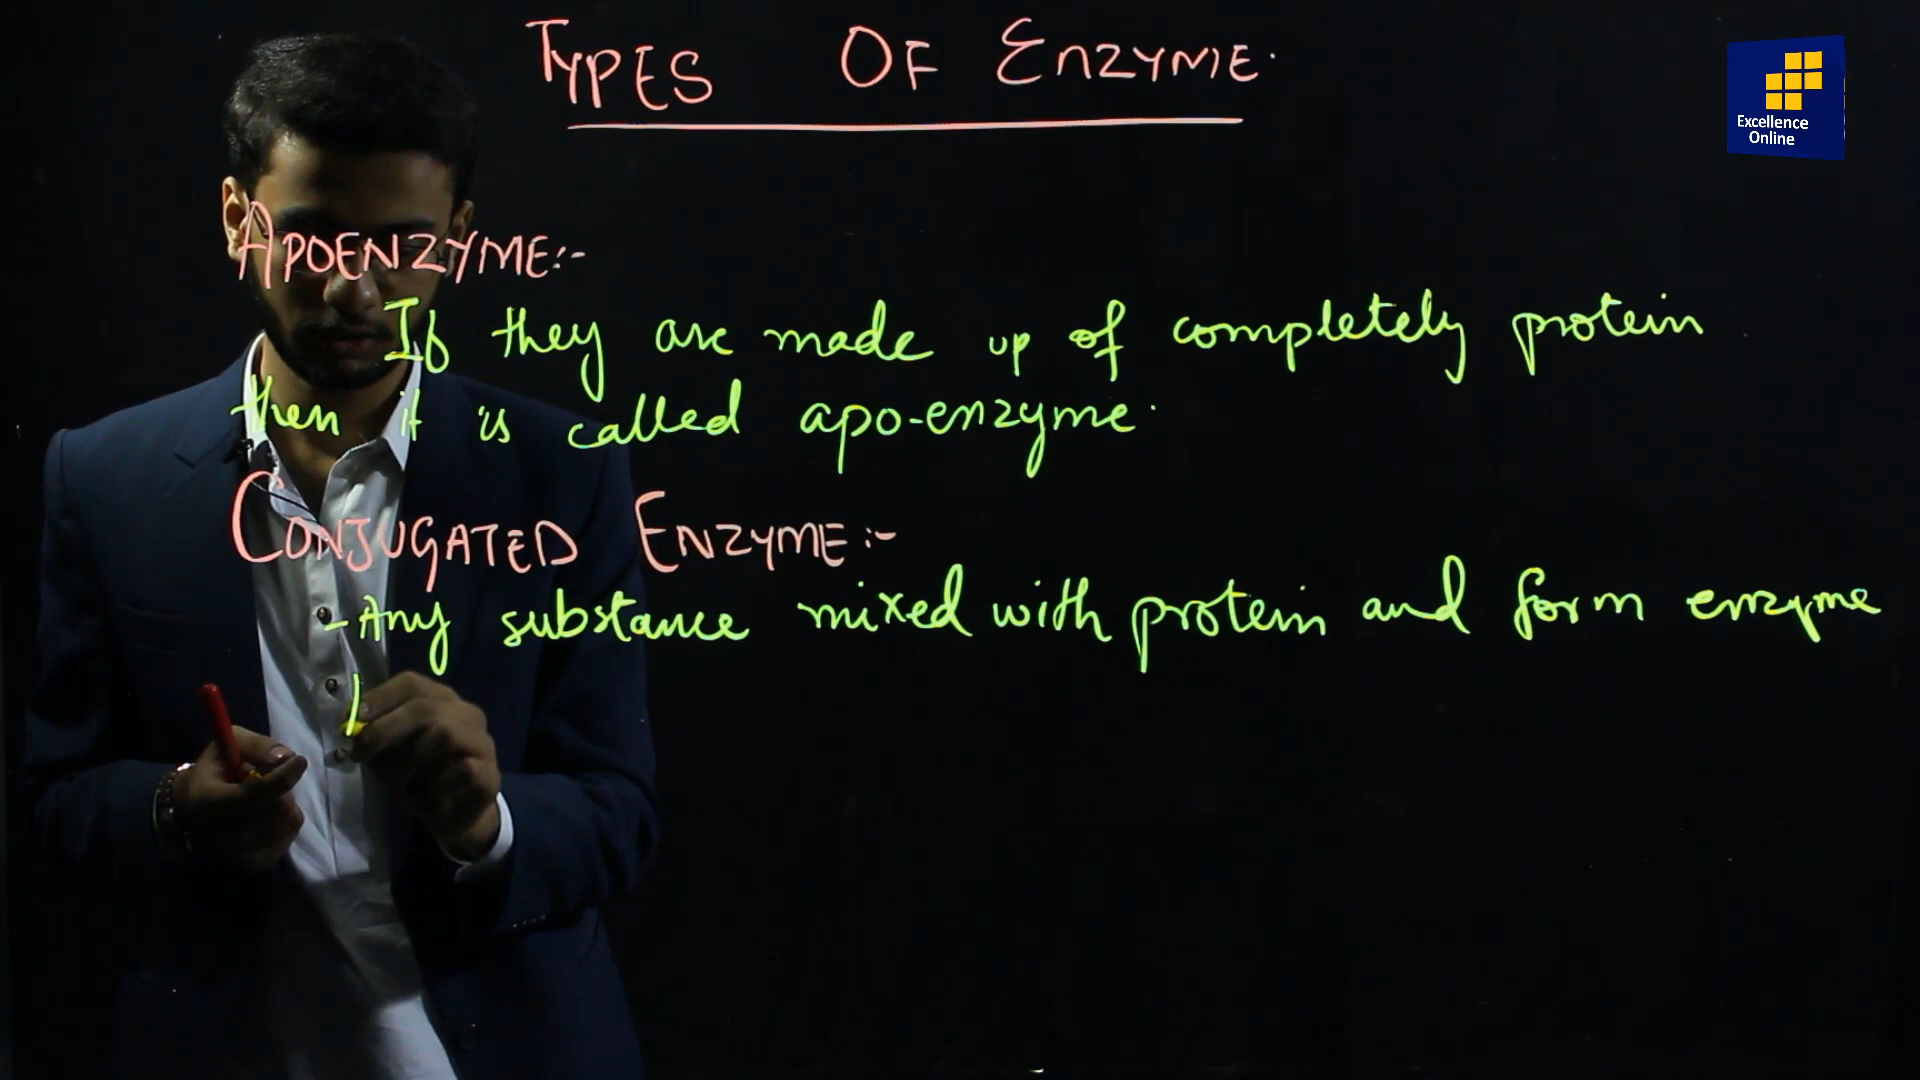 TYPES OF ENZYME.
Excellence
Online
APOENZYME:-
If they are made up of completely protein
then it is called apo-enzyme.
CONJUGATED ENZYME:-
- Any substance mixed with protein and form enzyme